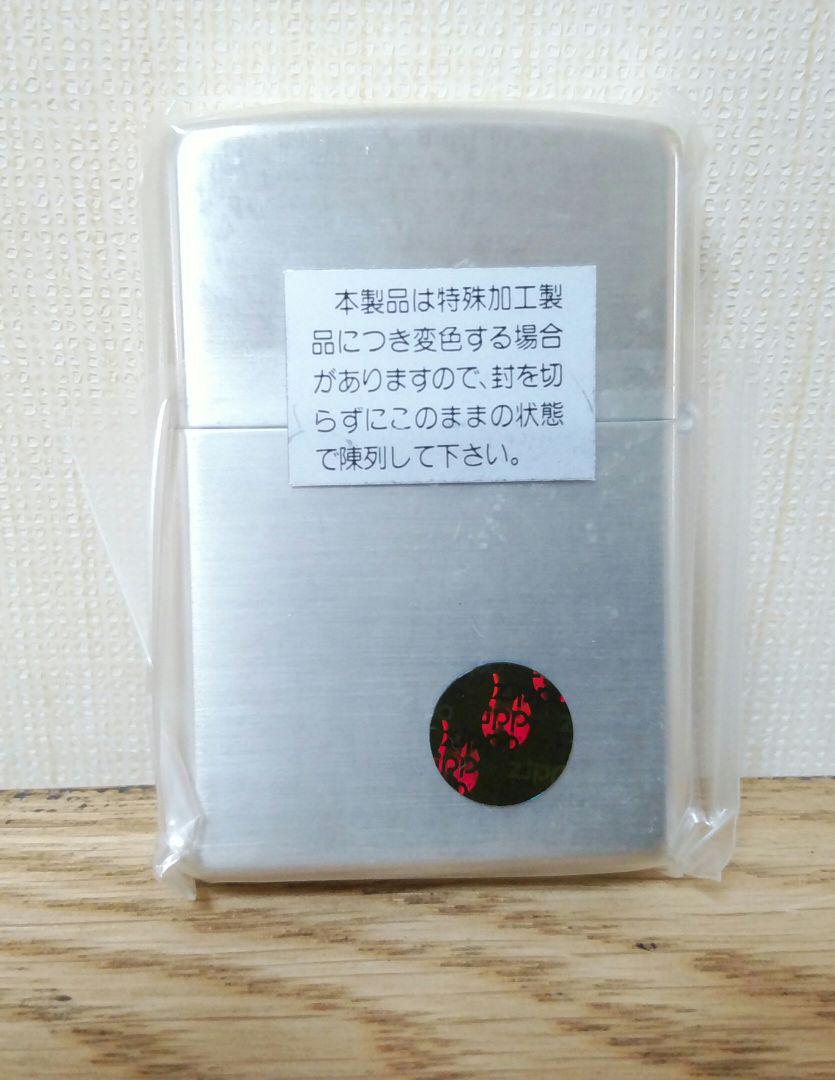 本製品は特殊加工製
品につき変色する場合
がありますので、封を切
らずにこのままの状態
で陳列して下さい。
zippo